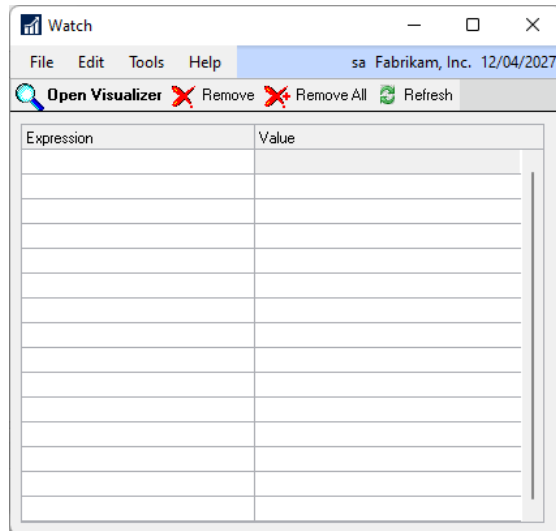 Watch
File Edit Tools Help sa Fabrikam, Inc. 12/04/2027
Open Visualizer Remove Remove All Refresh
Expression Value